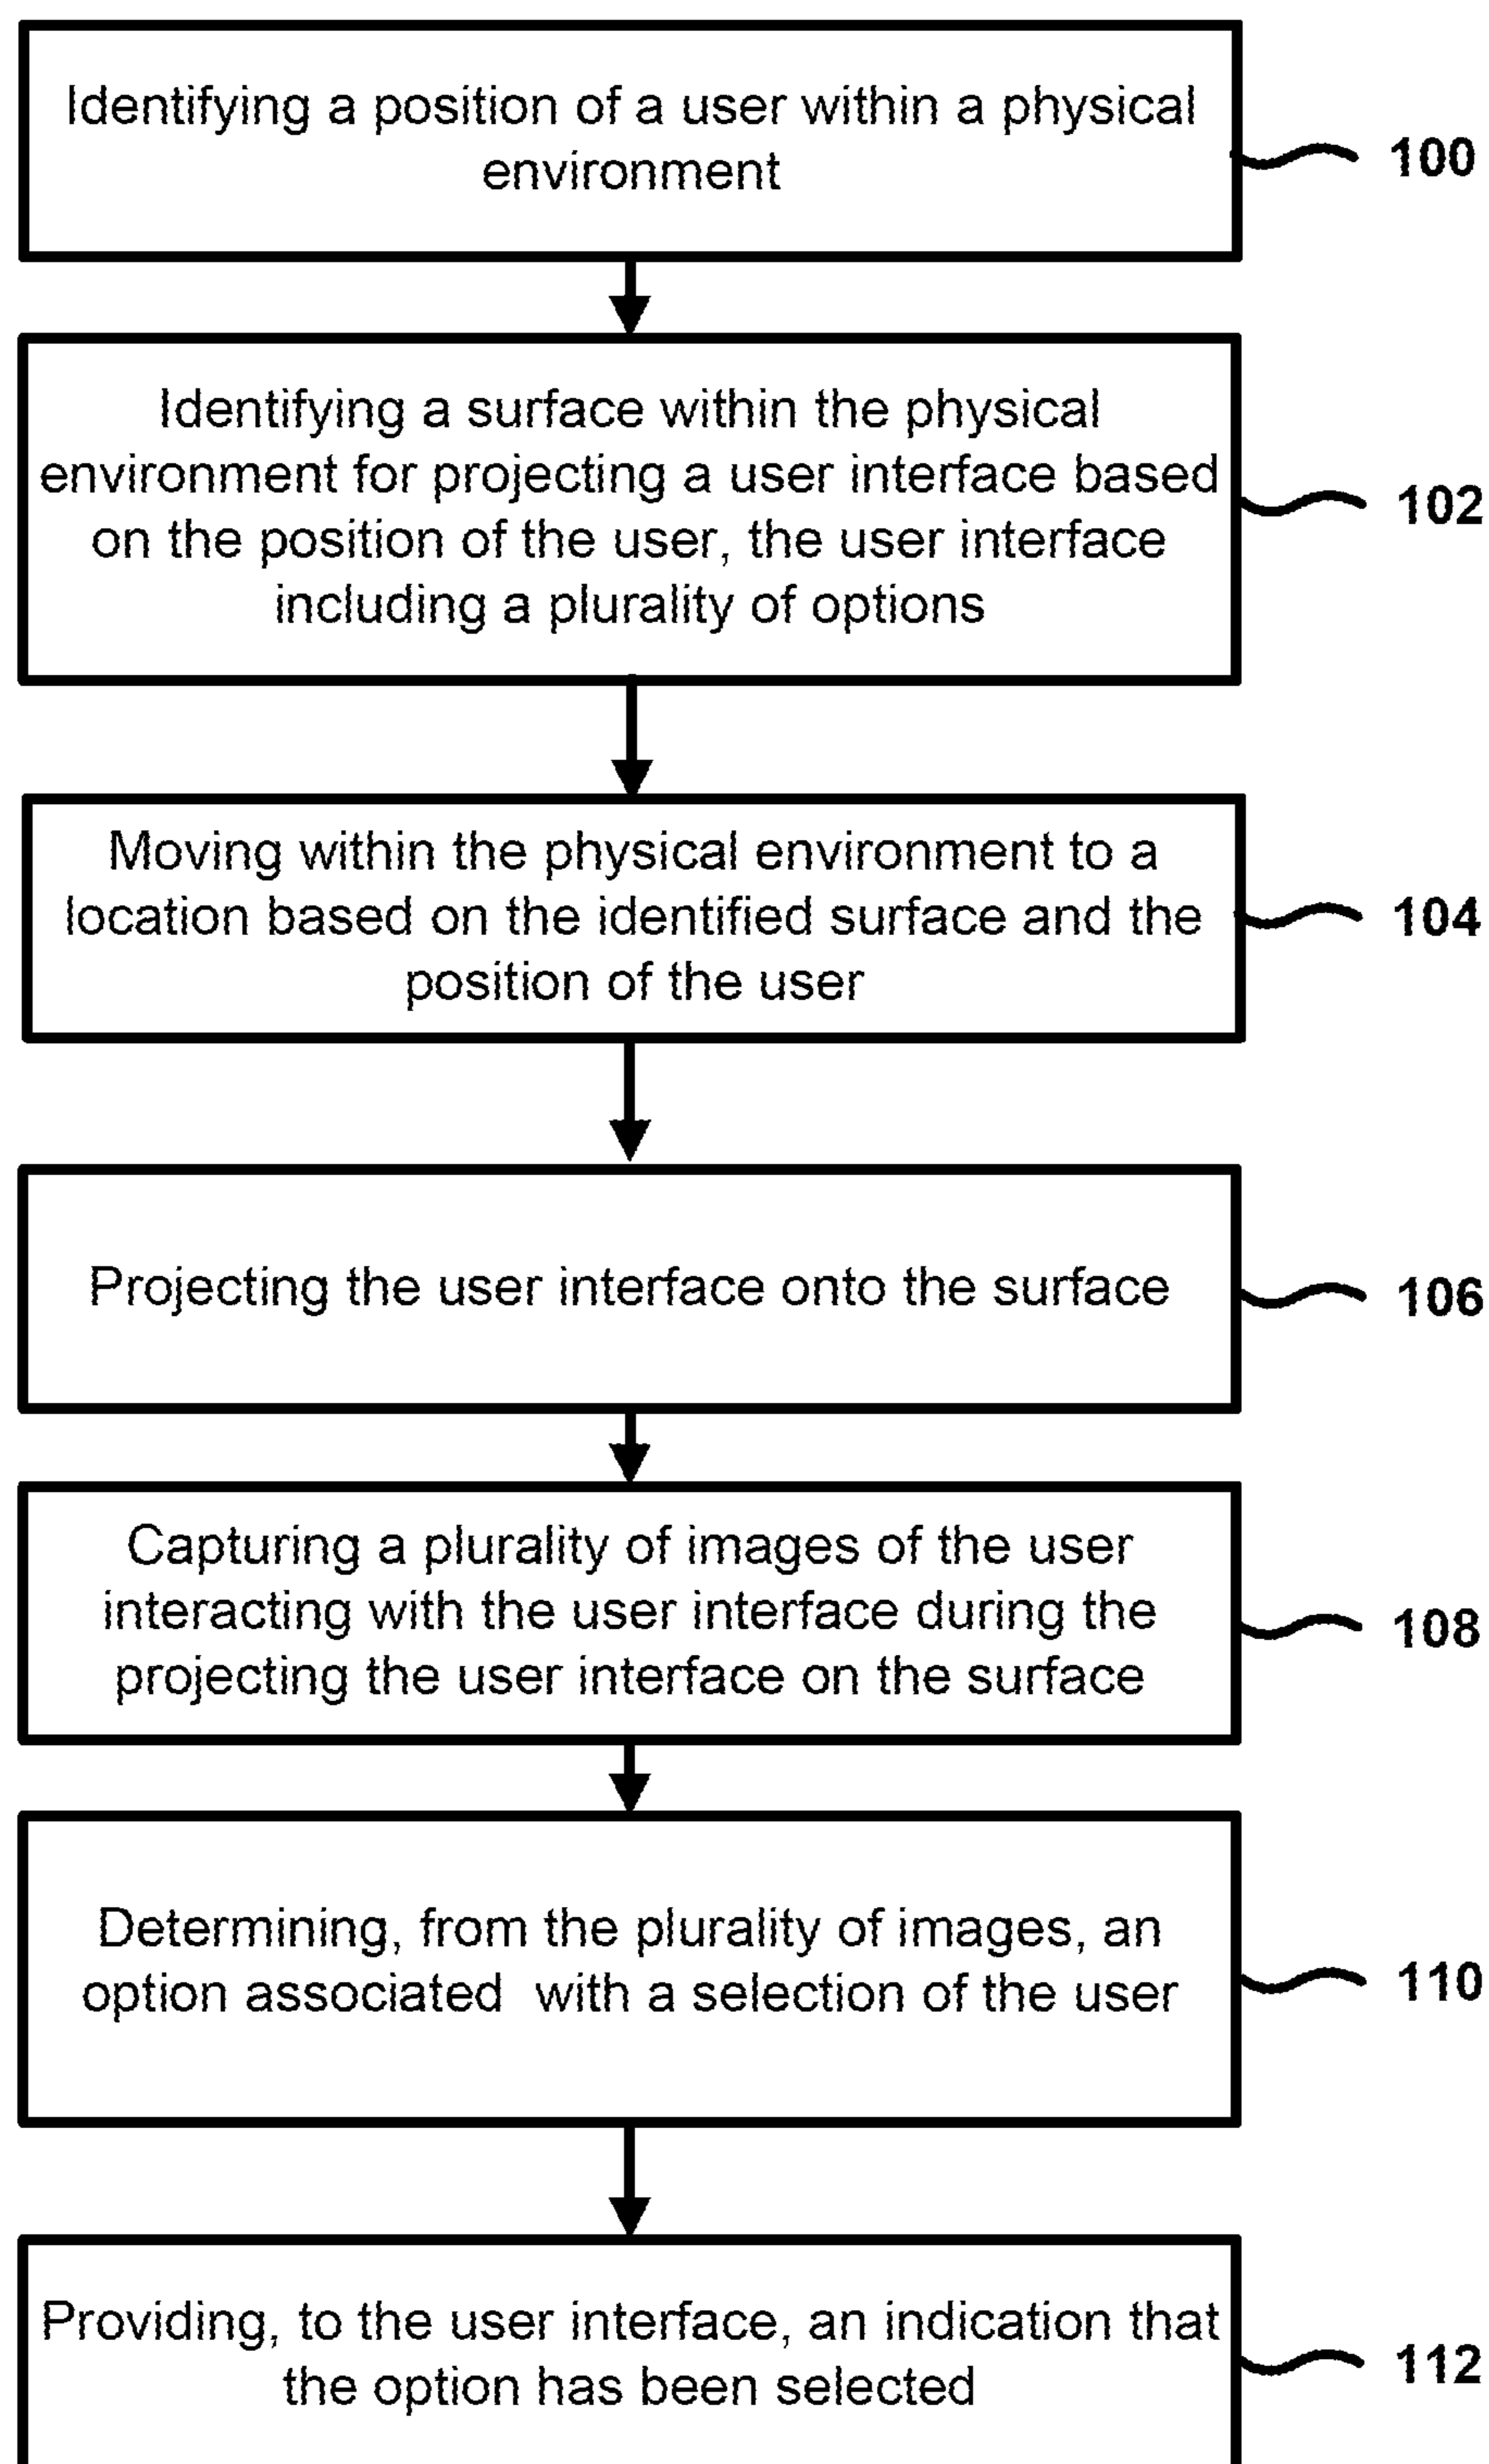 Identifying a position of a user within a physical
environment
100
Identifying a surface within the physical
environment for projecting a user interface based
on the position of the user, the user interface
including a plurality of options
102
Moving within the physical environment to a
location based on the identified surface and the
position of the user
104
Projecting the user interface onto the surface
106
Capturing a plurality of images of the user
interacting with the user interface during the
projecting the user interface on the surface
108
Determining, from the plurality of images, an
option associated  with a selection of the user
110
Providing, to the user interface, an indication that
the option has been selected
112